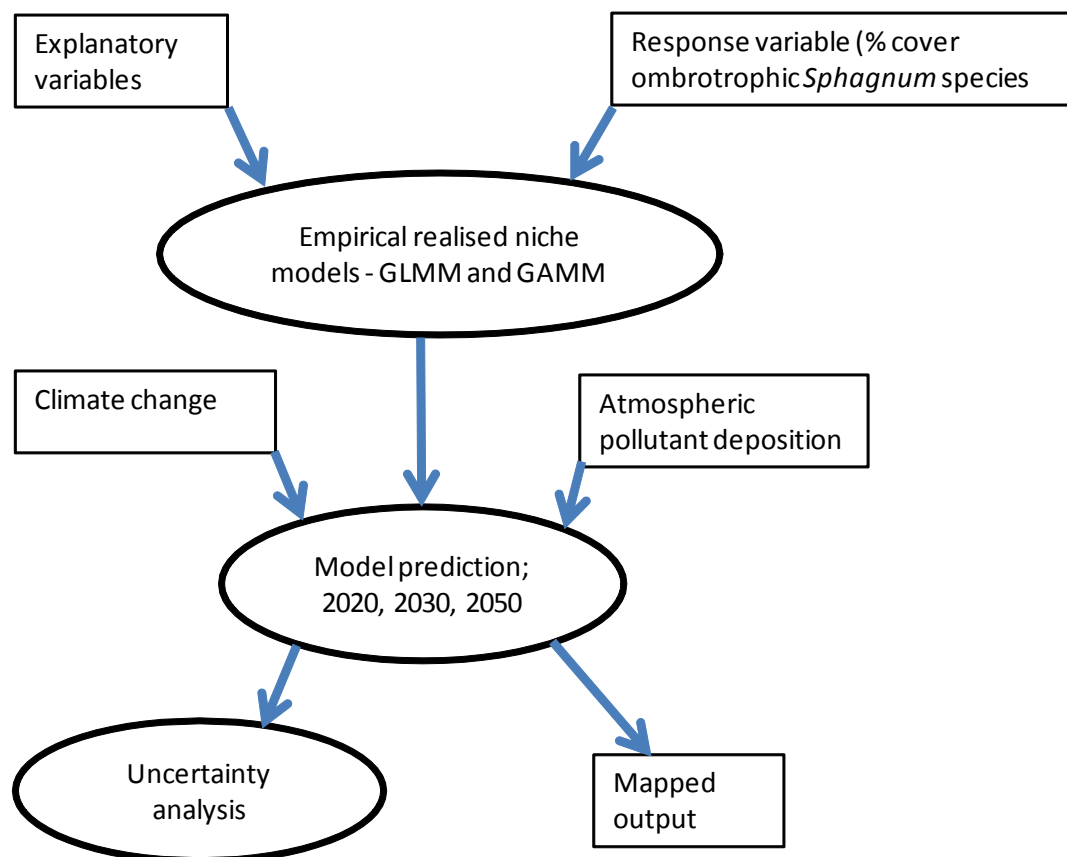 Explanatory
variables
Response variable (% cover
ombrotrophic Sphagnum species
Empirical realised niche
models - GLMM and GAMM
Climate change
Atmospheric
pollutant deposition
Model prediction;
2020, 2030, 2050
Uncertainty
analysis
Mapped
output